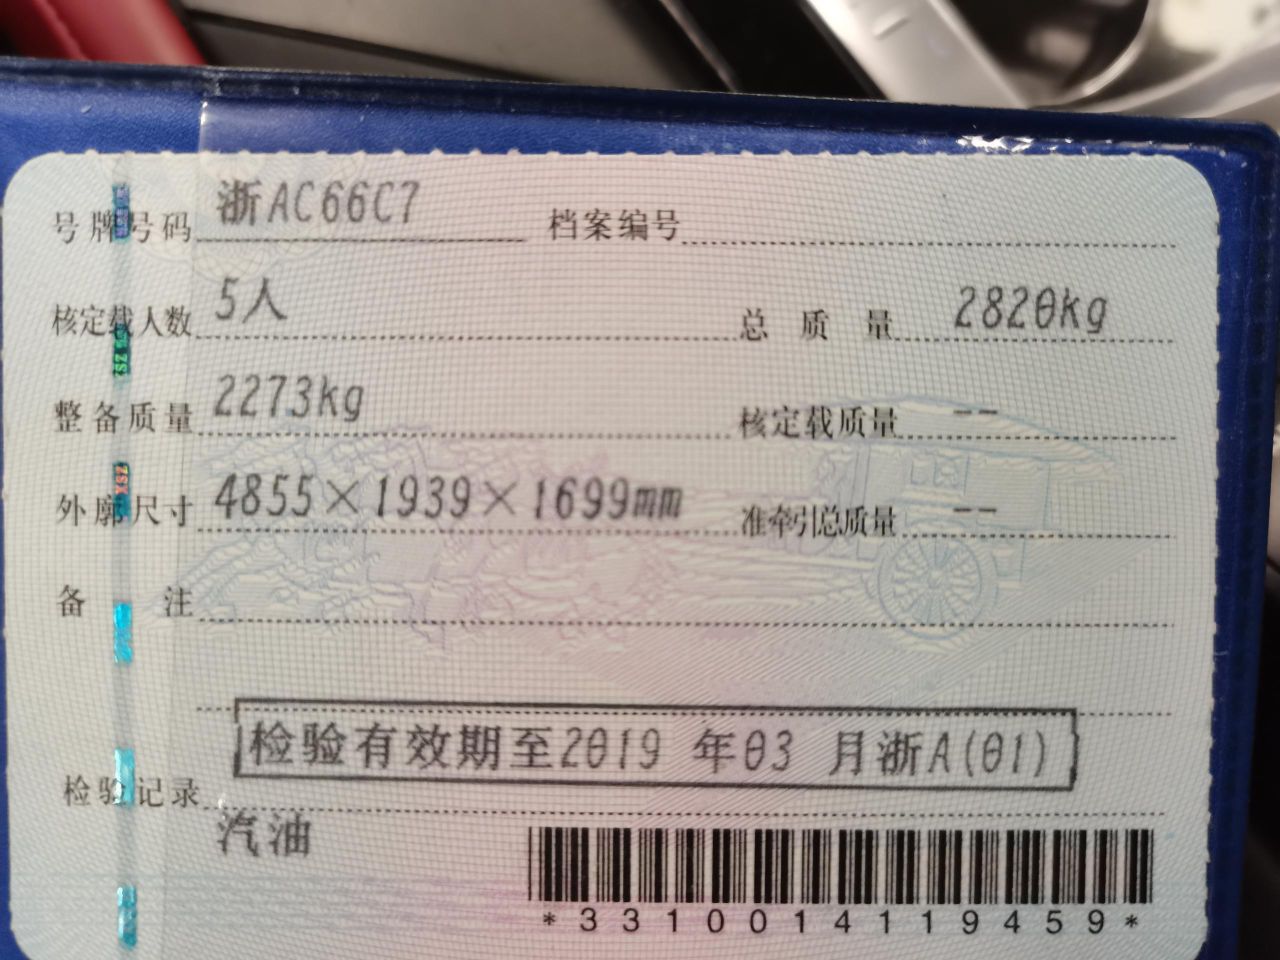 号牌号码 浙AC66C7 档案编号
核定载人数 5人 总质量 2820kg
整备质量 2273kg 核定载质量 --
外廓尺寸 4855×1939×1699mm 准牵引总质量 --
备注
检验有效期至2019 年03 月浙A(01)
检验记录
汽油
*3310014119459*